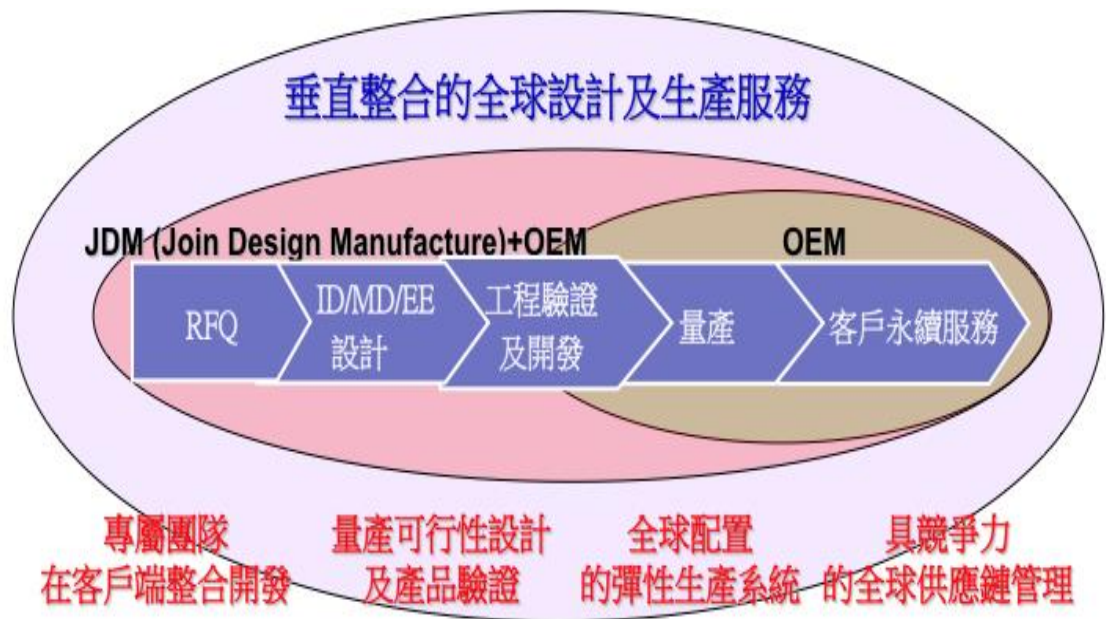 垂直整合的全球設計及生產服務
JDM (Join Design Manufacture)+OEM
OEM
RFQ
ID/MD/EE
設計
工程驗證
及開發
量產
客戶永續服務
專屬團隊
在客戶端整合開發
量產可行性設計
及產品驗證
全球配置
的彈性生產系統
具競爭力
的全球供應鏈管理